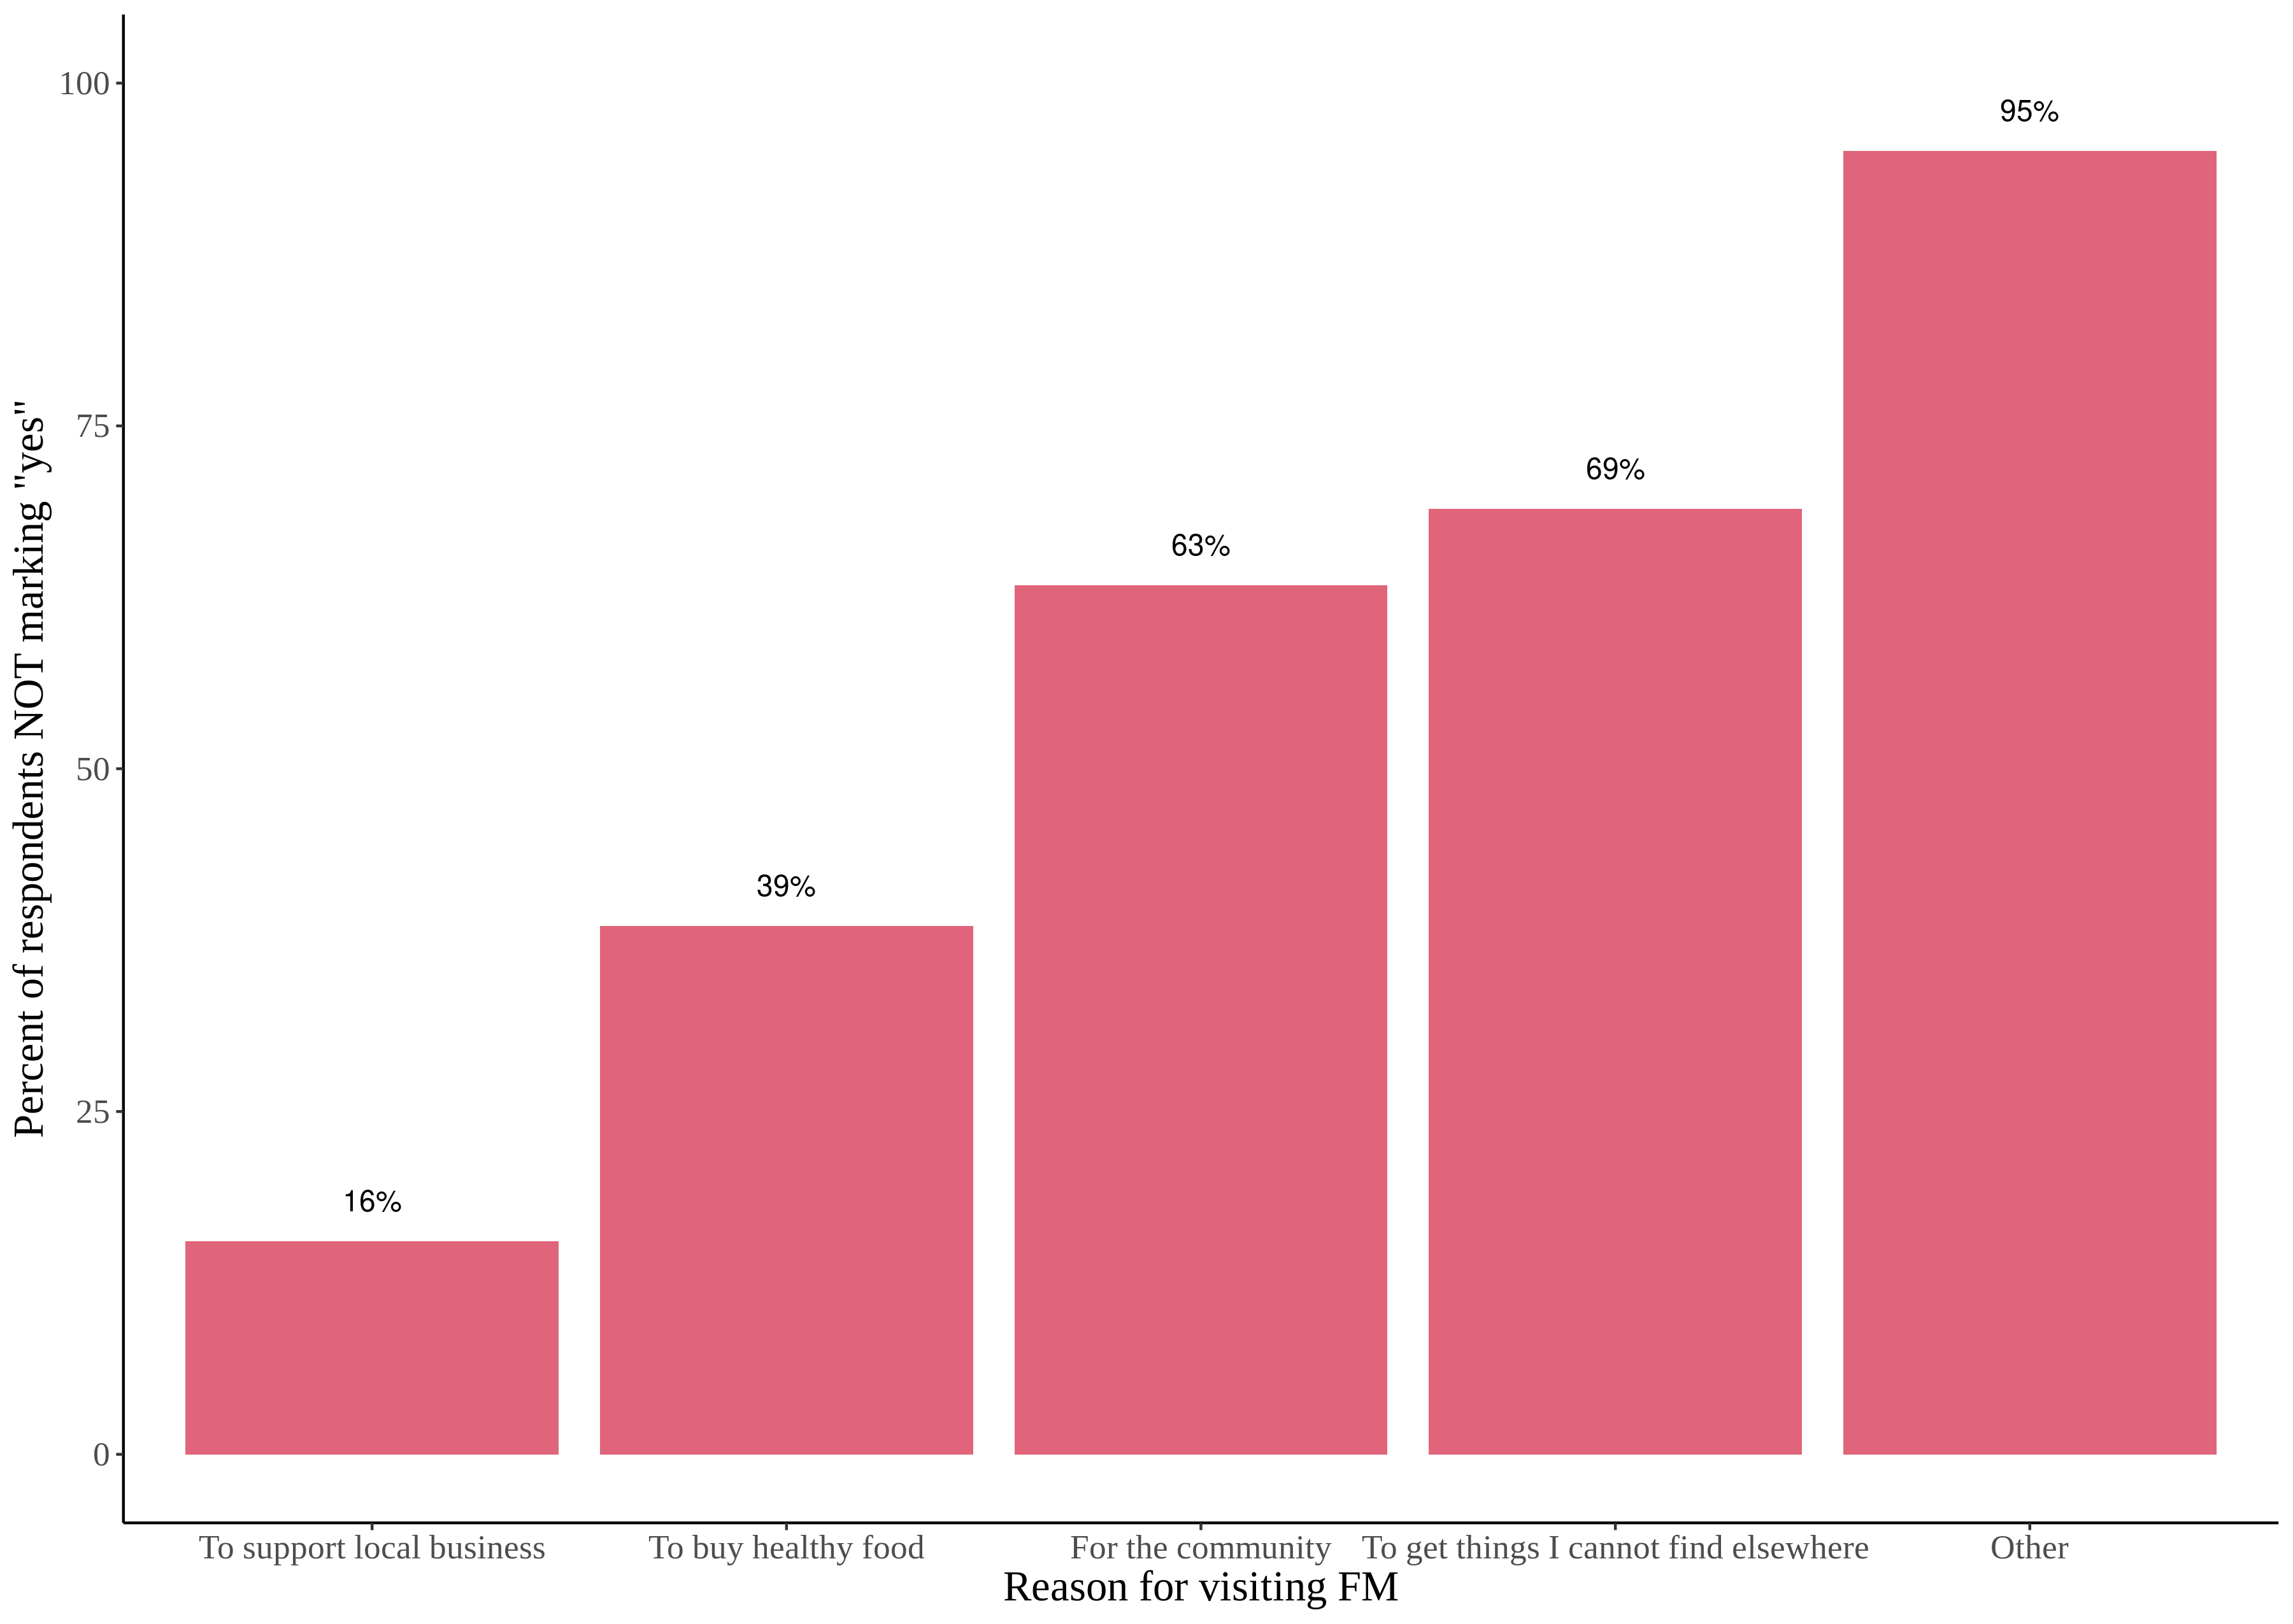 Percent of respondents NOT marking "yes"
100
75
50
25
0
16%
39%
63%
69%
95%
To support local business
To buy healthy food
For the community
To get things I cannot find elsewhere
Other
Reason for visiting FM